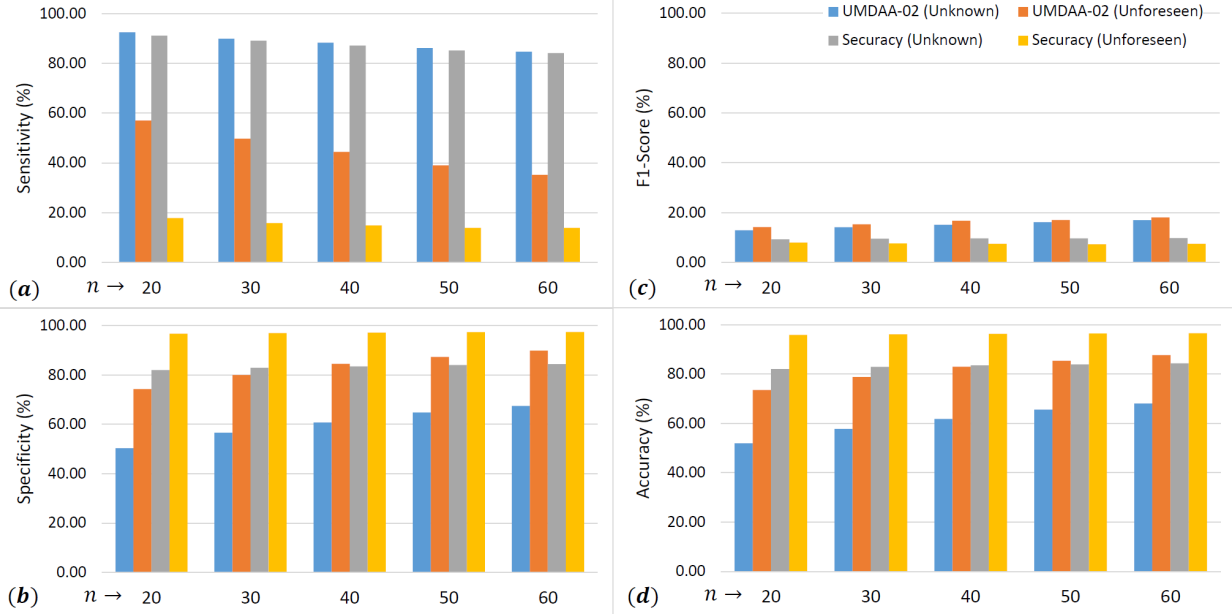 100.00
80.00
60.00
40.00
20.00
0.00
Sensitivity (%)
(a)
n → 20 30 40 50 60
100.00
80.00
60.00
40.00
20.00
0.00
F1-Score (%)
UMDAA-02 (Unknown) UMDAA-02 (Unforeseen)
Securacy (Unknown) Securacy (Unforeseen)
(c)
n → 20 30 40 50 60
100.00
80.00
60.00
40.00
20.00
0.00
Specificity (%)
(b)
n → 20 30 40 50 60
100.00
80.00
60.00
40.00
20.00
0.00
Accuracy (%)
(d)
n → 20 30 40 50 60